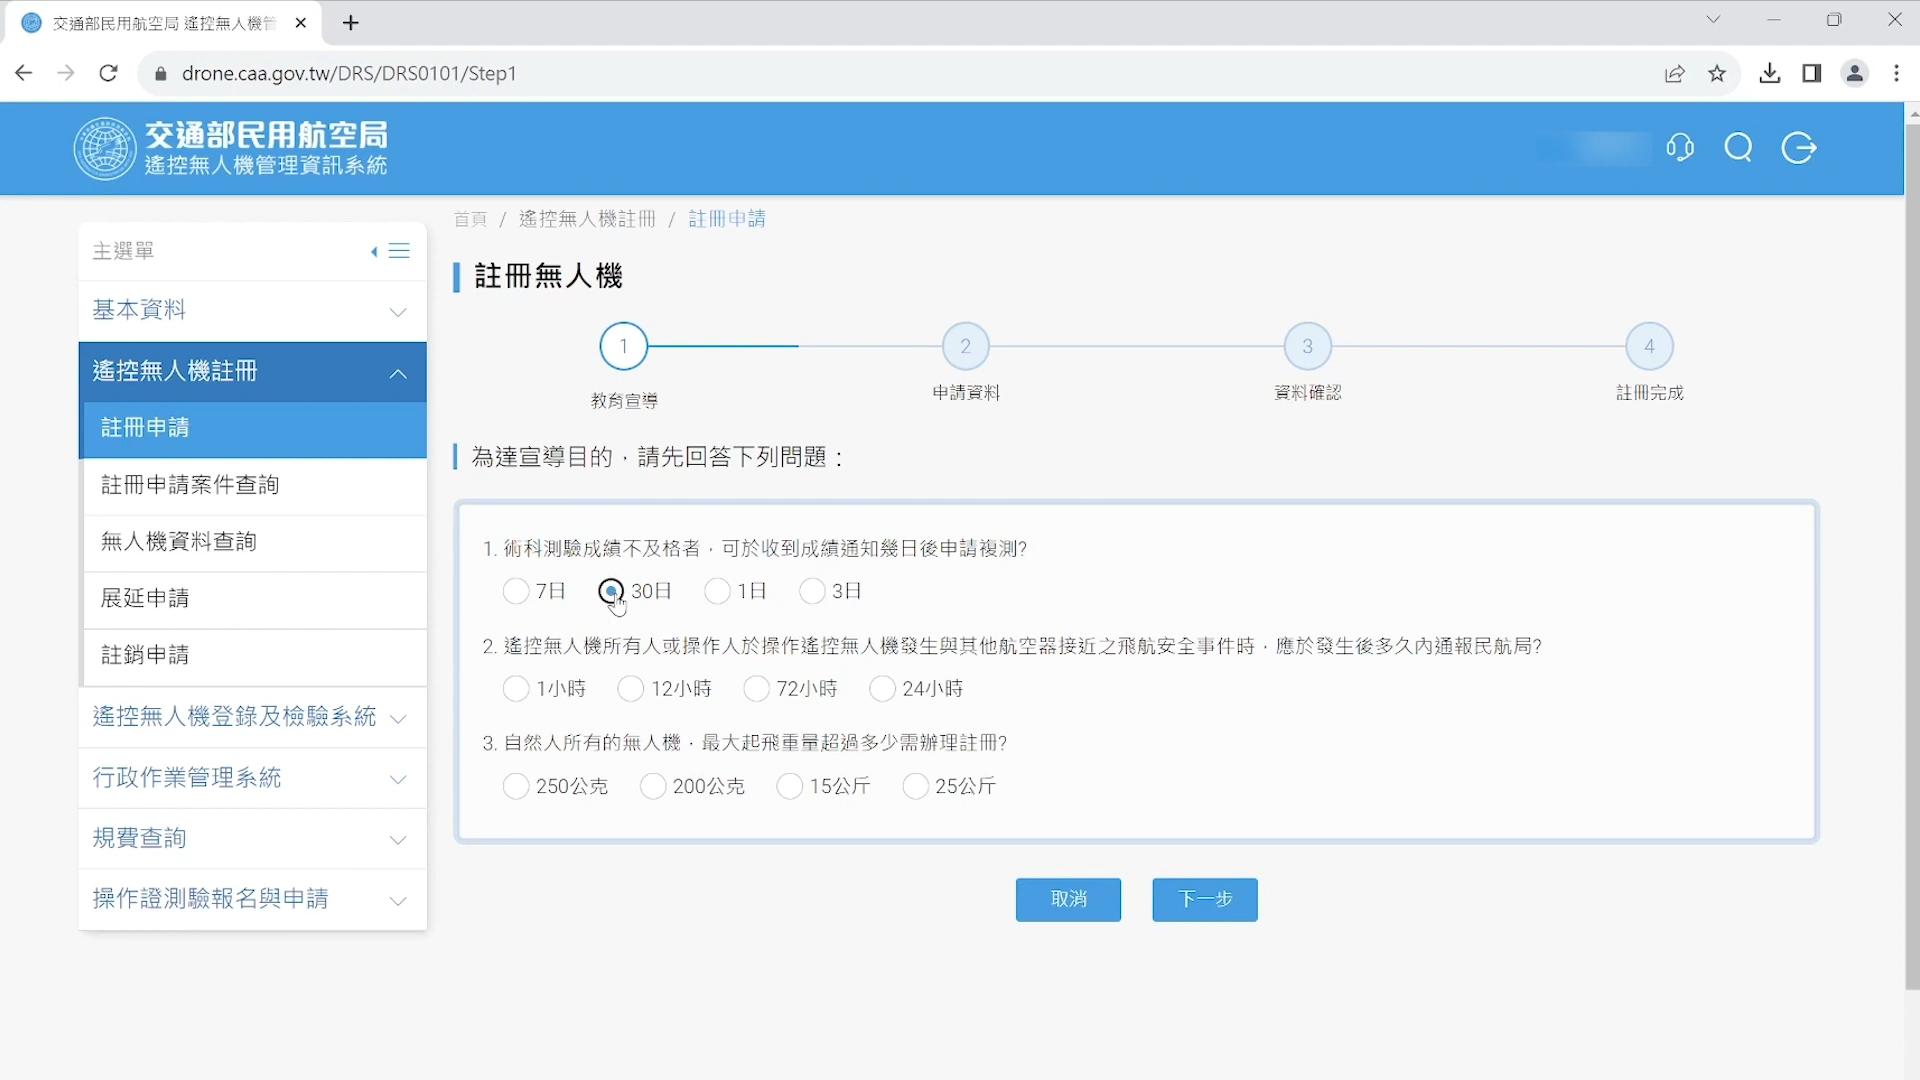 交通部民用航空局 遙控無人機管
drone.caa.gov.tw/DRS/DRS0101/Step1
交通部民用航空局
遙控無人機管理資訊系統
主選單
基本資料
遙控無人機註冊
註冊申請
註冊申請案件查詢
無人機資料查詢
展延申請
註銷申請
遙控無人機登錄及檢驗系統
行政作業管理系統
規費查詢
操作證測驗報名與申請
首頁 / 遙控無人機註冊 / 註冊申請
註冊無人機
1 2 3 4
教育宣導 申請資料 資料確認 註冊完成
為達宣導目的，請先回答下列問題：
1. 術科測驗成績不及格者，可於收到成績通知幾日後申請複測?
7日 30日 1日 3日
2. 遙控無人機所有人或操作人於操作遙控無人機發生與其他航空器接近之飛航安全事件時，應於發生後多久內通報民航局?
1小時 12小時 72小時 24小時
3. 自然人所有的無人機，最大起飛重量超過多少需辦理註冊?
250公克 200公克 15公斤 25公斤
取消 下一步